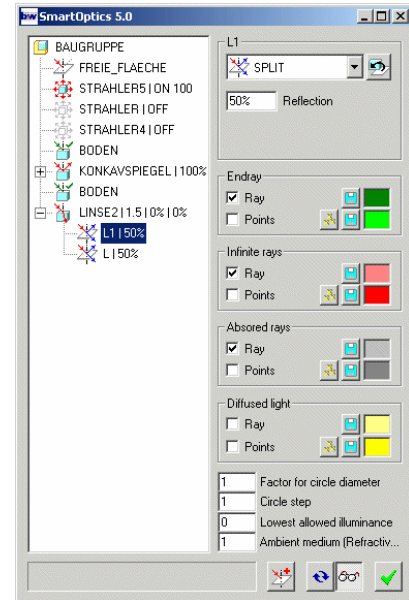 bw SmartOptics 5.0
BAUGRUPPE
FREIE_FLAECHE
STRAHLER5 | ON 100
STRAHLER | OFF
STRAHLER4 | OFF
BODEN
KONKAVSPIEGEL | 100%
BODEN
LINSE2 | 1.5 | 0% | 0%
L1 | 50%
L | 50%
L1
SPLIT
50% Reflection
Endray
Ray
Points
Infinite rays
Ray
Points
Absored rays
Ray
Points
Diffused light
Ray
Points
1 Factor for circle diameter
1 Circle step
0 Lowest allowed illuminance
1 Ambient medium (Refractiv...